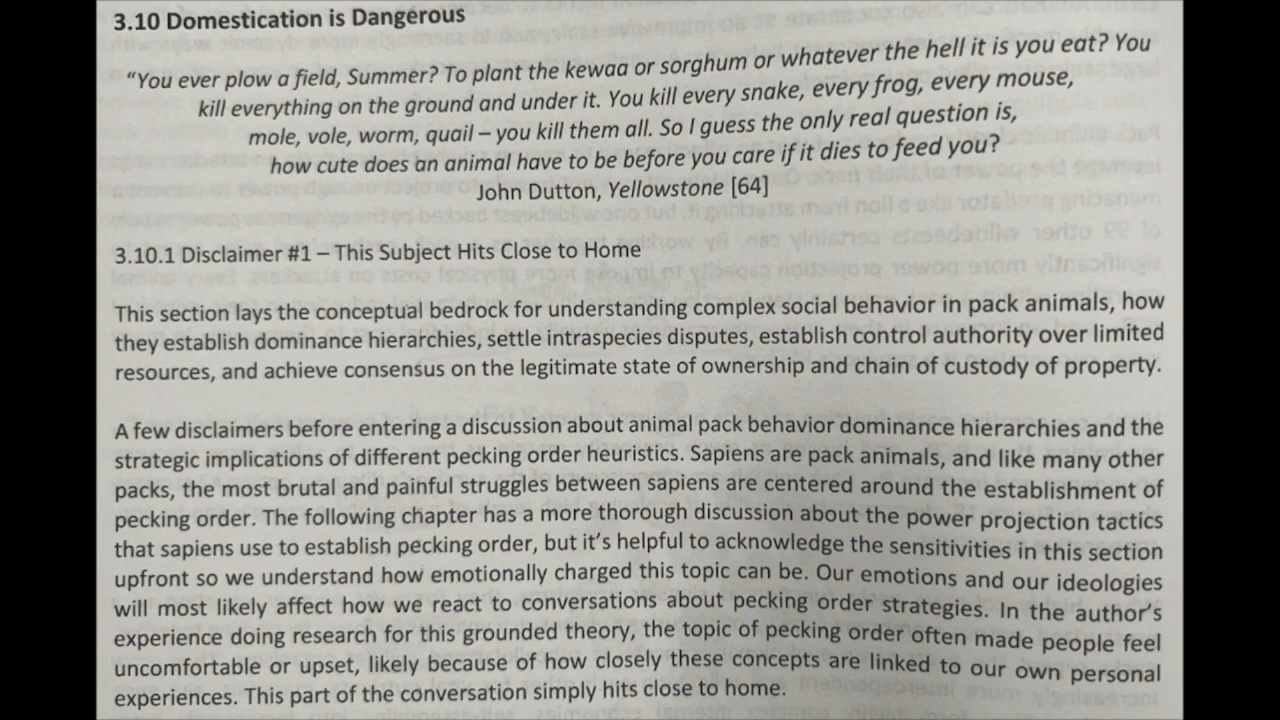 3.10 Domestication is Dangerous
“You ever plow a field, Summer? To plant the kewaa or sorghum or whatever the hell it is you eat? You
kill everything on the ground and under it. You kill every snake, every frog, every mouse,
mole, vole, worm, quail – you kill them all. So I guess the only real question is,
how cute does an animal have to be before you care if it dies to feed you?
John Dutton, Yellowstone [64]
3.10.1 Disclaimer #1 – This Subject Hits Close to Home
This section lays the conceptual bedrock for understanding complex social behavior in pack animals, how
they establish dominance hierarchies, settle intraspecies disputes, establish control authority over limited
resources, and achieve consensus on the legitimate state of ownership and chain of custody of property.
A few disclaimers before entering a discussion about animal pack behavior dominance hierarchies and the
strategic implications of different pecking order heuristics. Sapiens are pack animals, and like many other
packs, the most brutal and painful struggles between sapiens are centered around the establishment of
pecking order. The following chapter has a more thorough discussion about the power projection tactics
that sapiens use to establish pecking order, but it’s helpful to acknowledge the sensitivities in this section
upfront so we understand how emotionally charged this topic can be. Our emotions and our ideologies
will most likely affect how we react to conversations about pecking order strategies. In the author’s
experience doing research for this grounded theory, the topic of pecking order often made people feel
uncomfortable or upset, likely because of how closely these concepts are linked to our own personal
experiences. This part of the conversation simply hits close to home.